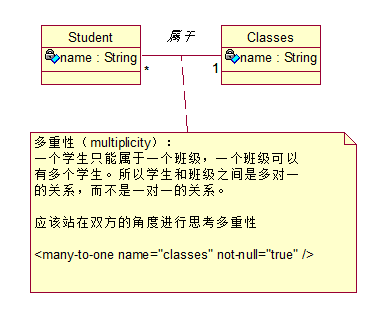 Student
属于
Classes
name : String
name : String
*
1
多重性（multiplicity）：
一个学生只能属于一个班级，一个班级可以
有多个学生。所以学生和班级之间是多对一
的关系，而不是一对一的关系。
应该站在双方的角度进行思考多重性
<many-to-one name="classes" not-null="true" />